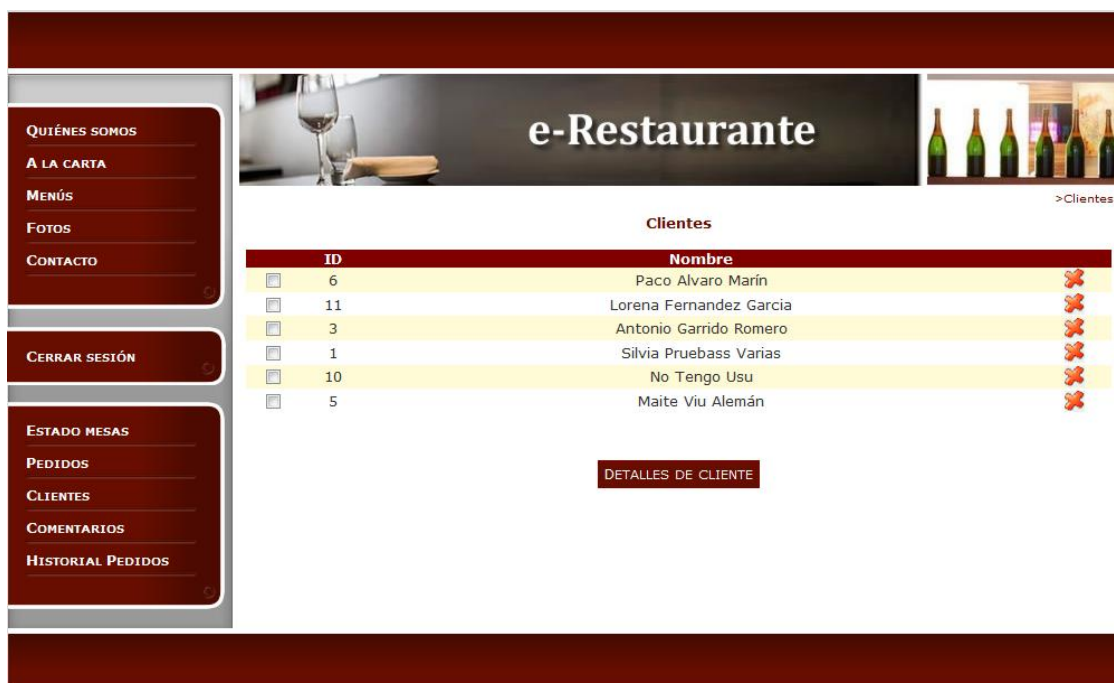 e-Restaurante
QUIÉNES SOMOS
A LA CARTA
MENÚS
FOTOS
CONTACTO
CERRAR SESIÓN
ESTADO MESAS
PEDIDOS
CLIENTES
COMENTARIOS
HISTORIAL PEDIDOS
>Clientes
Clientes
ID Nombre
6 Paco Alvaro Marín
11 Lorena Fernandez Garcia
3 Antonio Garrido Romero
1 Silvia Pruebass Varias
10 No Tengo Usu
5 Maite Viu Alemán
DETALLES DE CLIENTE